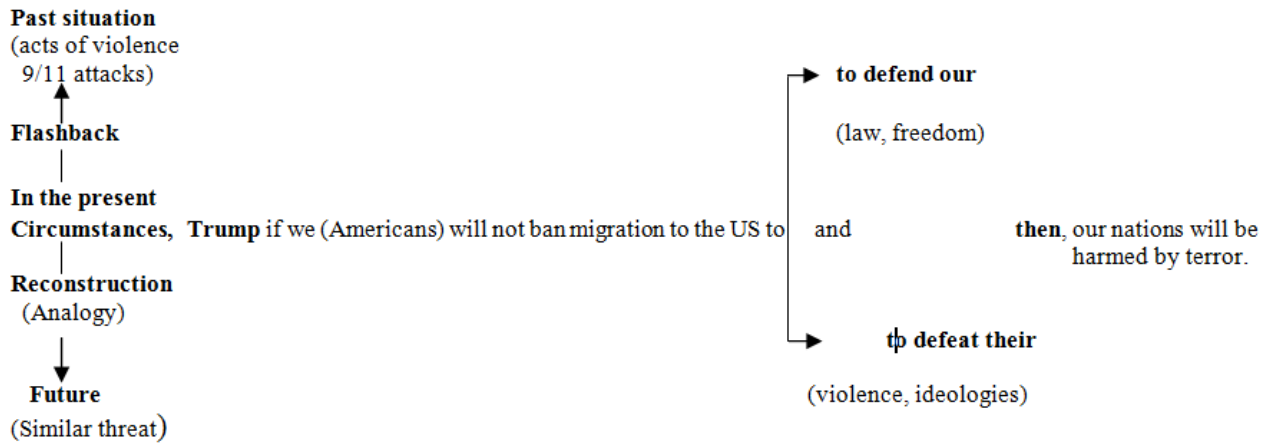 Past situation
(acts of violence
9/11 attacks)
to defend our
Flashback
(law, freedom)
In the present
Circumstances, Trump if we (Americans) will not ban migration to the US to and then, our nations will be
harmed by terror.
Reconstruction
(Analogy)
to defeat their
Future
(violence, ideologies)
(Similar threat)